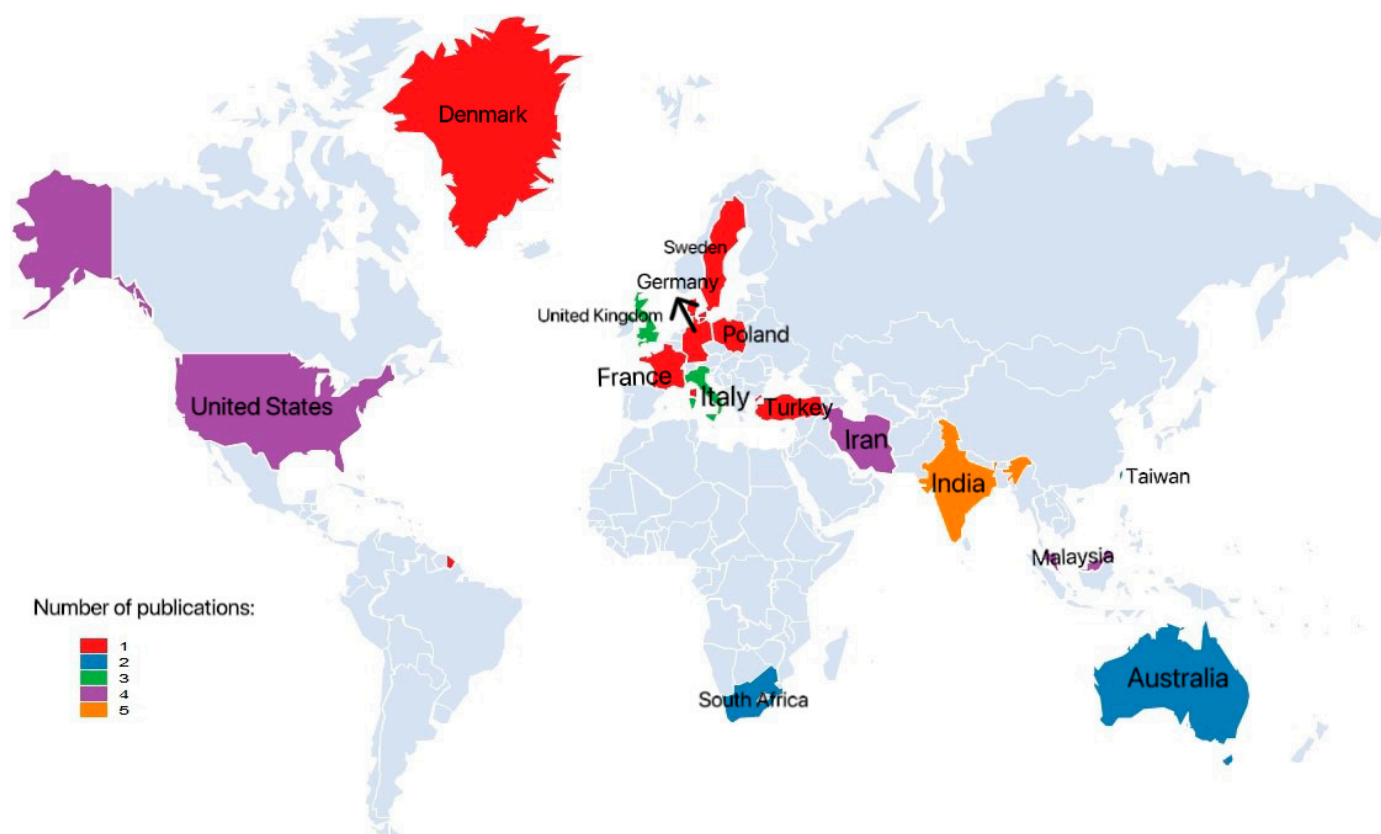 Denmark
Sweden
Germany
United Kingdom
Poland
France
Italy
Turkey
United States
Iran
India
Taiwan
Malaysia
Number of publications:
1
2
3
4
5
South Africa
Australia